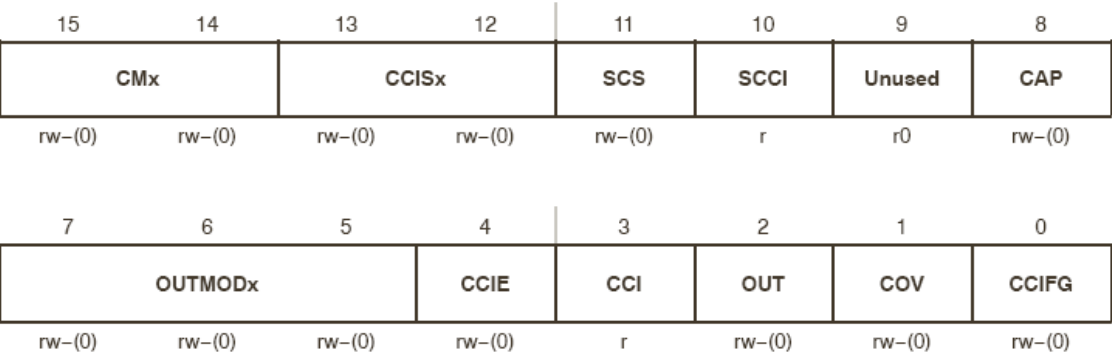 15 14 13 12 11 10 9 8
CMx CCISx SCS SCCI Unused CAP
rw−(0) rw−(0) rw−(0) rw−(0) rw−(0) r r0 rw−(0)
7 6 5 4 3 2 1 0
OUTMODx CCIE CCI OUT COV CCIFG
rw−(0) rw−(0) rw−(0) rw−(0) r rw−(0) rw−(0) rw−(0)